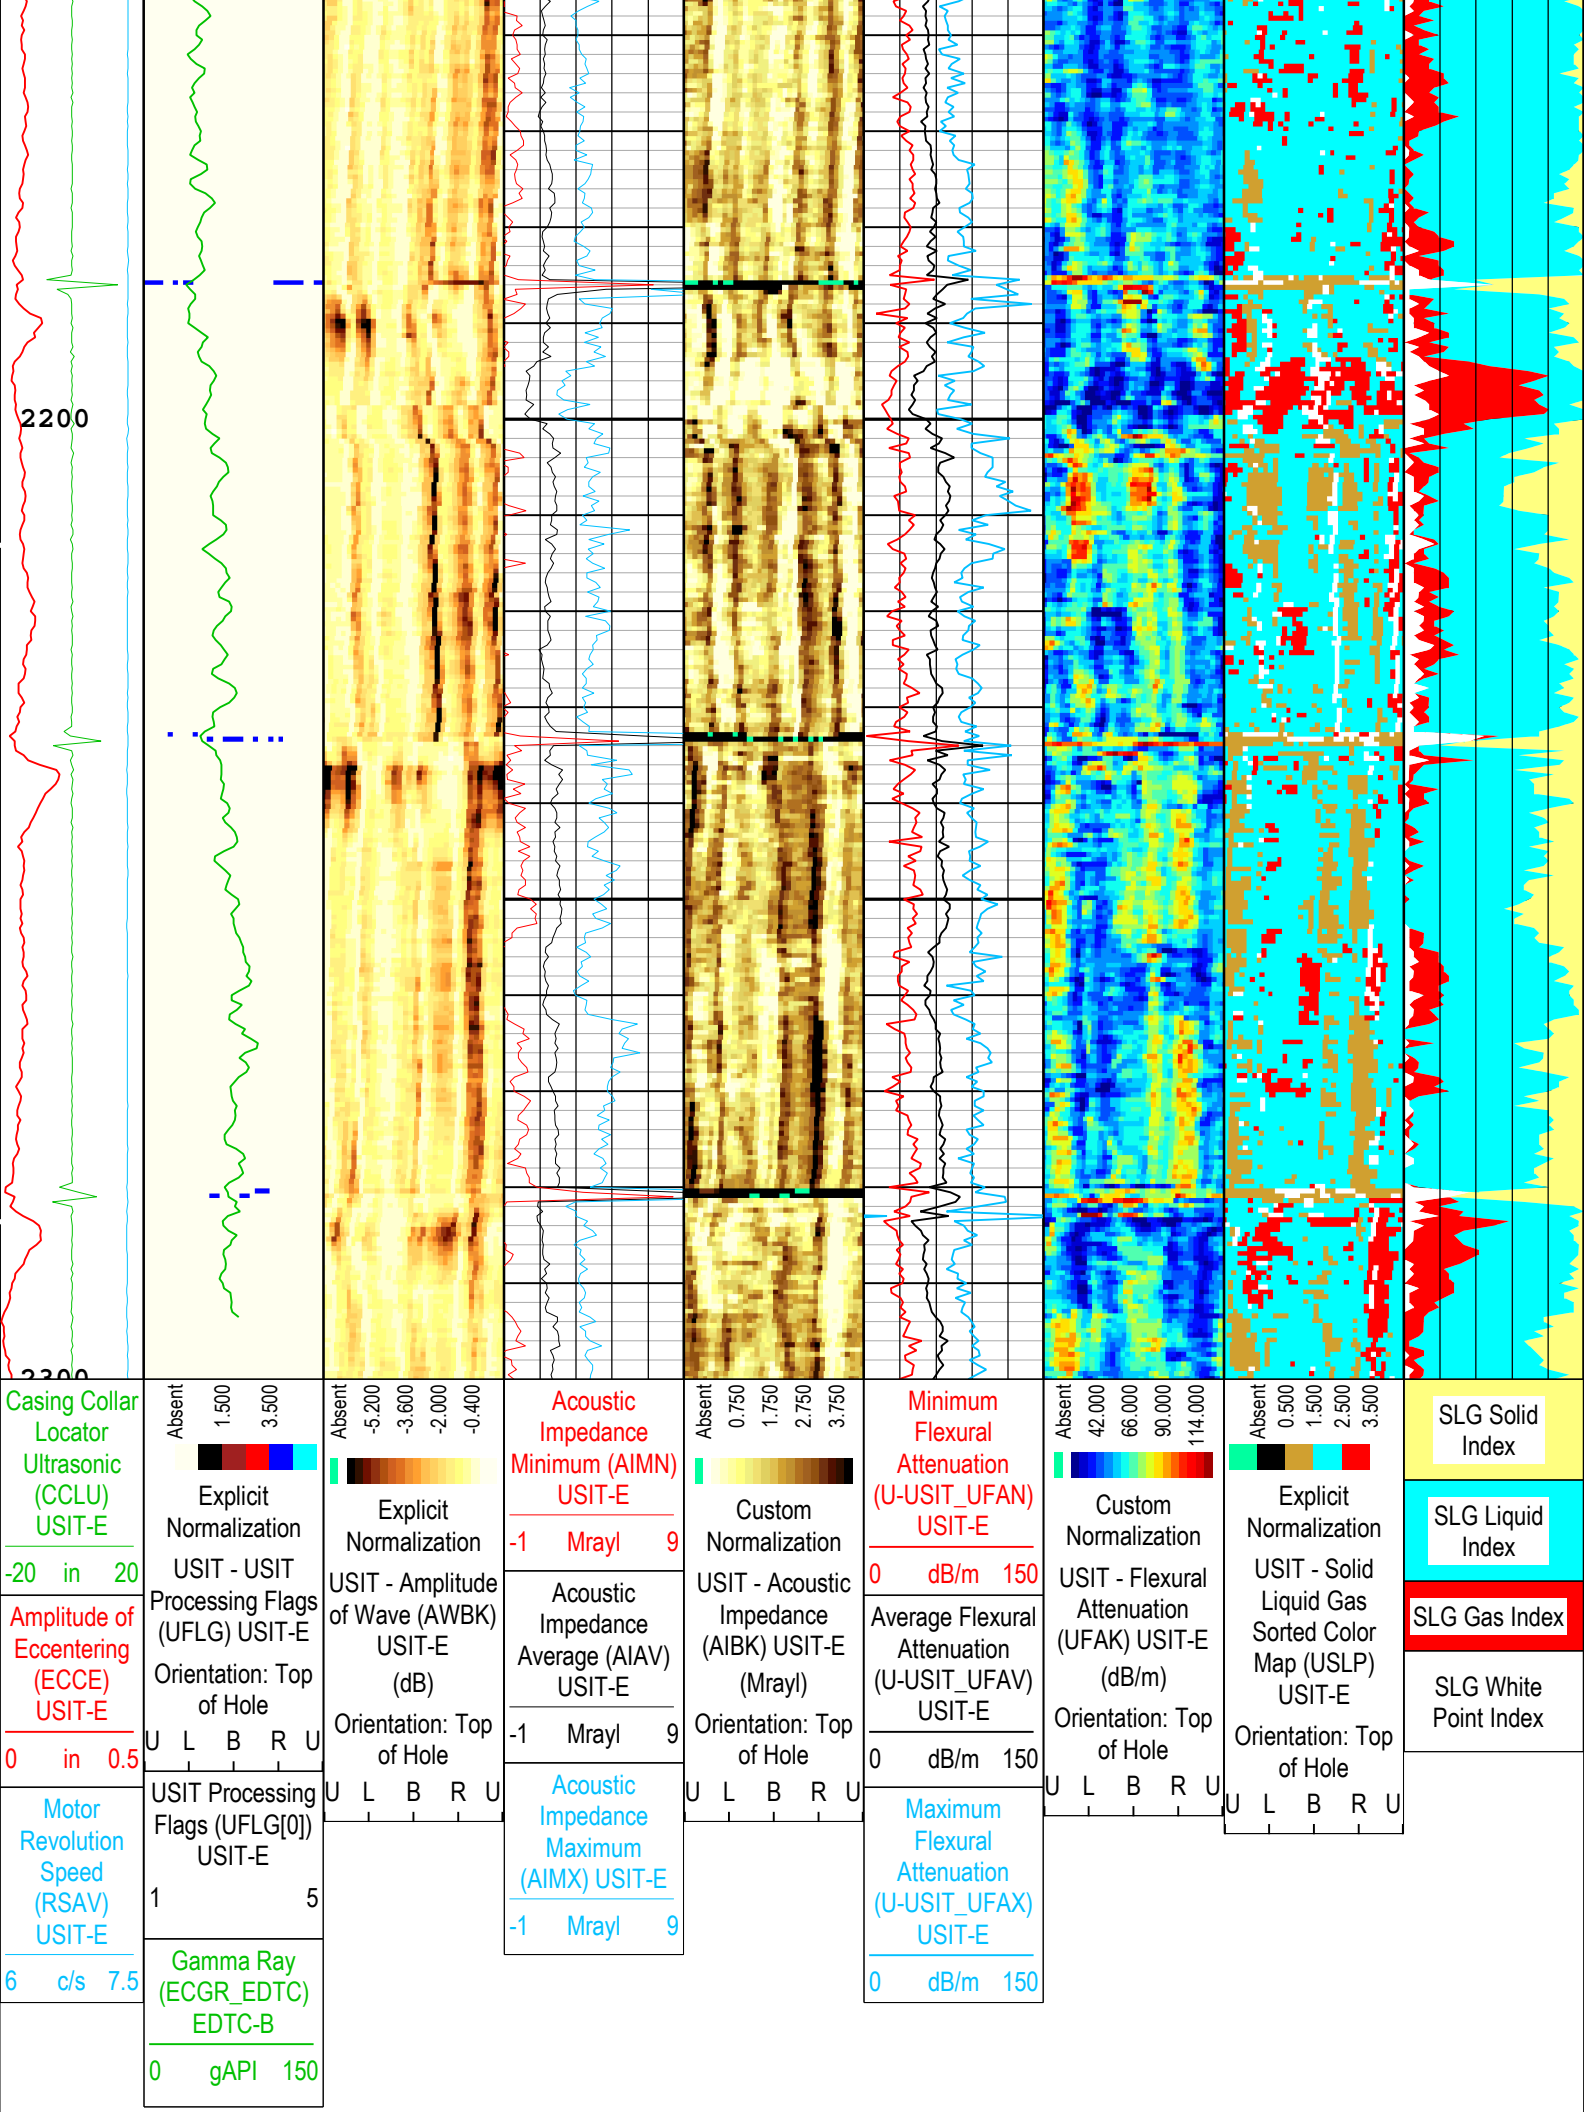 2200
2300
Casing Collar
Locator
Ultrasonic
(CCLU)
USIT-E
-20 in 20
Amplitude of
Eccentering
(ECCE)
USIT-E
0 in 0.5
Motor
Revolution
Speed
(RSAV)
USIT-E
6 c/s 7.5
Absent 1.500 3.500
Explicit
Normalization
USIT - USIT
Processing Flags
(UFLG) USIT-E
Orientation: Top
of Hole
U L B R U
USIT Processing
Flags (UFLG[0])
USIT-E
1 5
Gamma Ray
(ECGR_EDTC)
EDTC-B
0 gAPI 150
Absent -5.200 -3.600 -2.000 -0.400
Explicit
Normalization
USIT - Amplitude
of Wave (AWBK)
USIT-E
(dB)
Orientation: Top
of Hole
U L B R U
Acoustic
Impedance
Minimum (AIMN)
USIT-E
-1 Mrayl 9
Acoustic
Impedance
Average (AIAV)
USIT-E
-1 Mrayl 9
Acoustic
Impedance
Maximum
(AIMX) USIT-E
-1 Mrayl 9
Absent 0.750 1.750 2.750 3.750
Custom
Normalization
USIT - Acoustic
Impedance
(AIBK) USIT-E
(Mrayl)
Orientation: Top
of Hole
U L B R U
Minimum
Flexural
Attenuation
(U-USIT_UFAN)
USIT-E
0 dB/m 150
Average Flexural
Attenuation
(U-USIT_UFAV)
USIT-E
0 dB/m 150
Maximum
Flexural
Attenuation
(U-USIT_UFAX)
USIT-E
0 dB/m 150
Absent 42.000 66.000 90.000 114.000
Custom
Normalization
USIT - Flexural
Attenuation
(UFAK) USIT-E
(dB/m)
Orientation: Top
of Hole
U L B R U
Absent 0.500 1.500 2.500 3.500
Explicit
Normalization
USIT - Solid
Liquid Gas
Sorted Color
Map (USLP)
USIT-E
Orientation: Top
of Hole
U L B R U
SLG Solid
Index
SLG Liquid
Index
SLG Gas Index
SLG White
Point Index